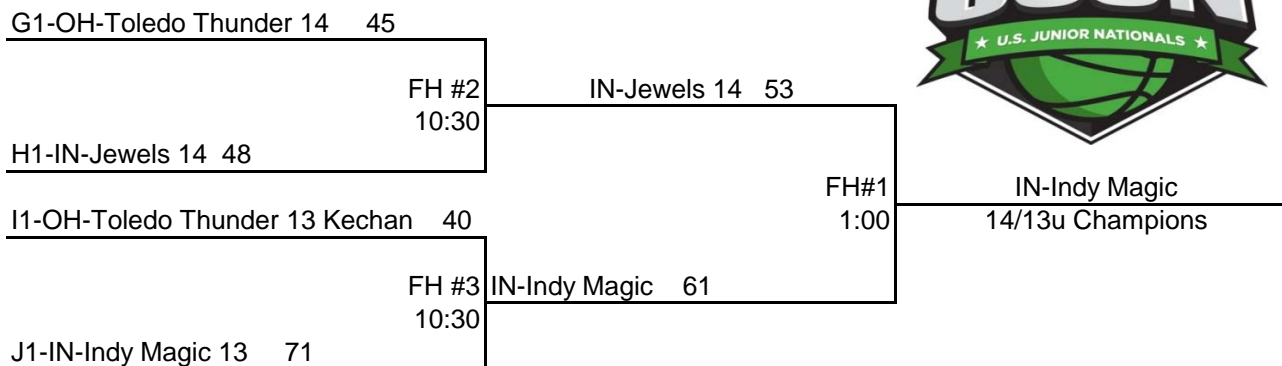 G1-OH-Toledo Thunder 14 45
★ U.S. JUNIOR NATIONALS ★
FH #2 IN-Jewels 14 53
10:30
H1-IN-Jewels 14 48
FH#1 IN-Indy Magic
I1-OH-Toledo Thunder 13 Kechan 40 1:00 14/13u Champions
FH #3 IN-Indy Magic 61
10:30
J1-IN-Indy Magic 13 71